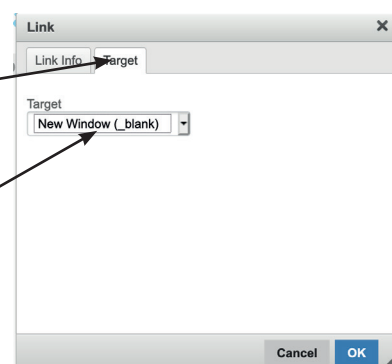 Link
Link Info Target
Target
New Window (_blank)
Cancel OK